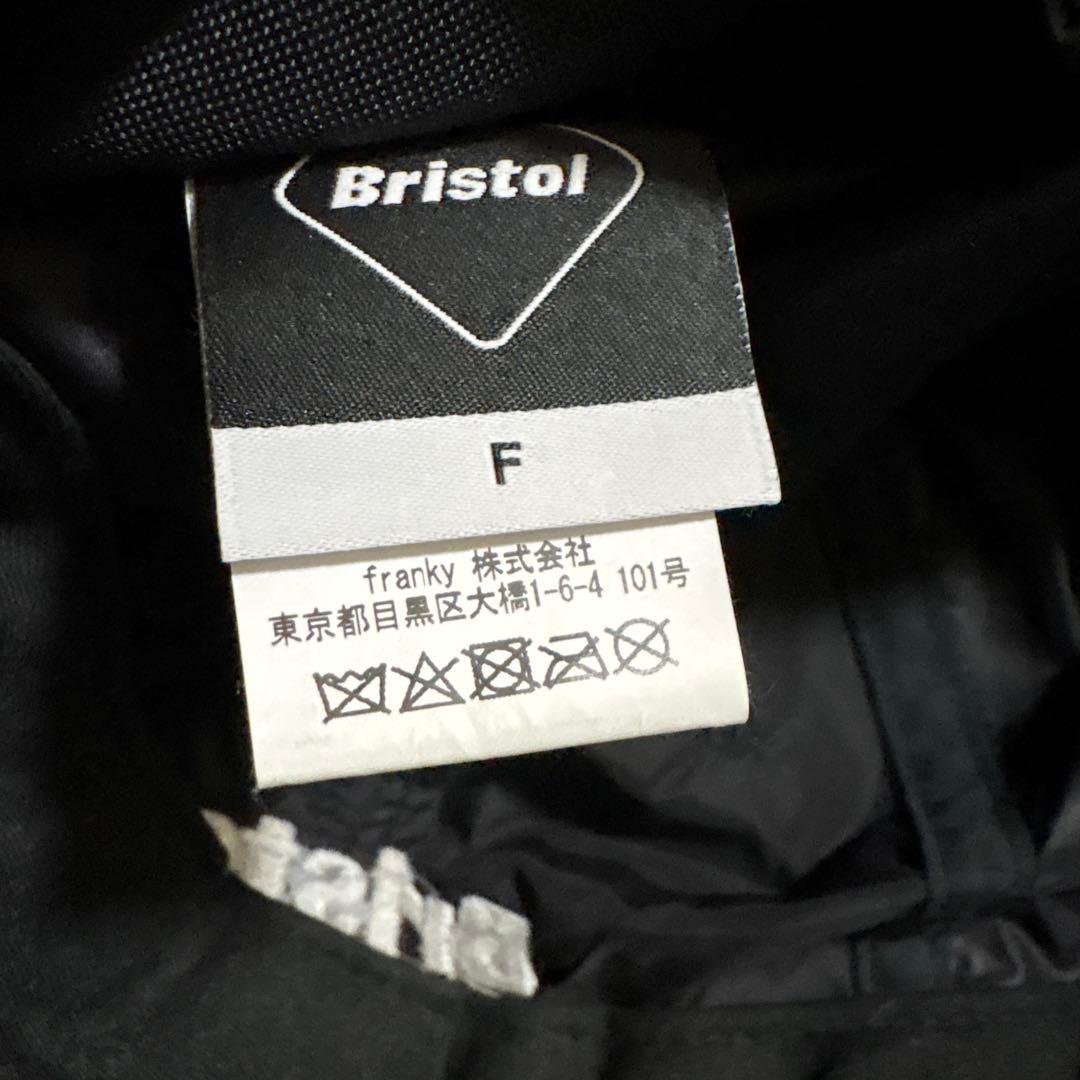 Bristol
F
franky 株式会社
東京都目黒区大橋1-6-4 101号